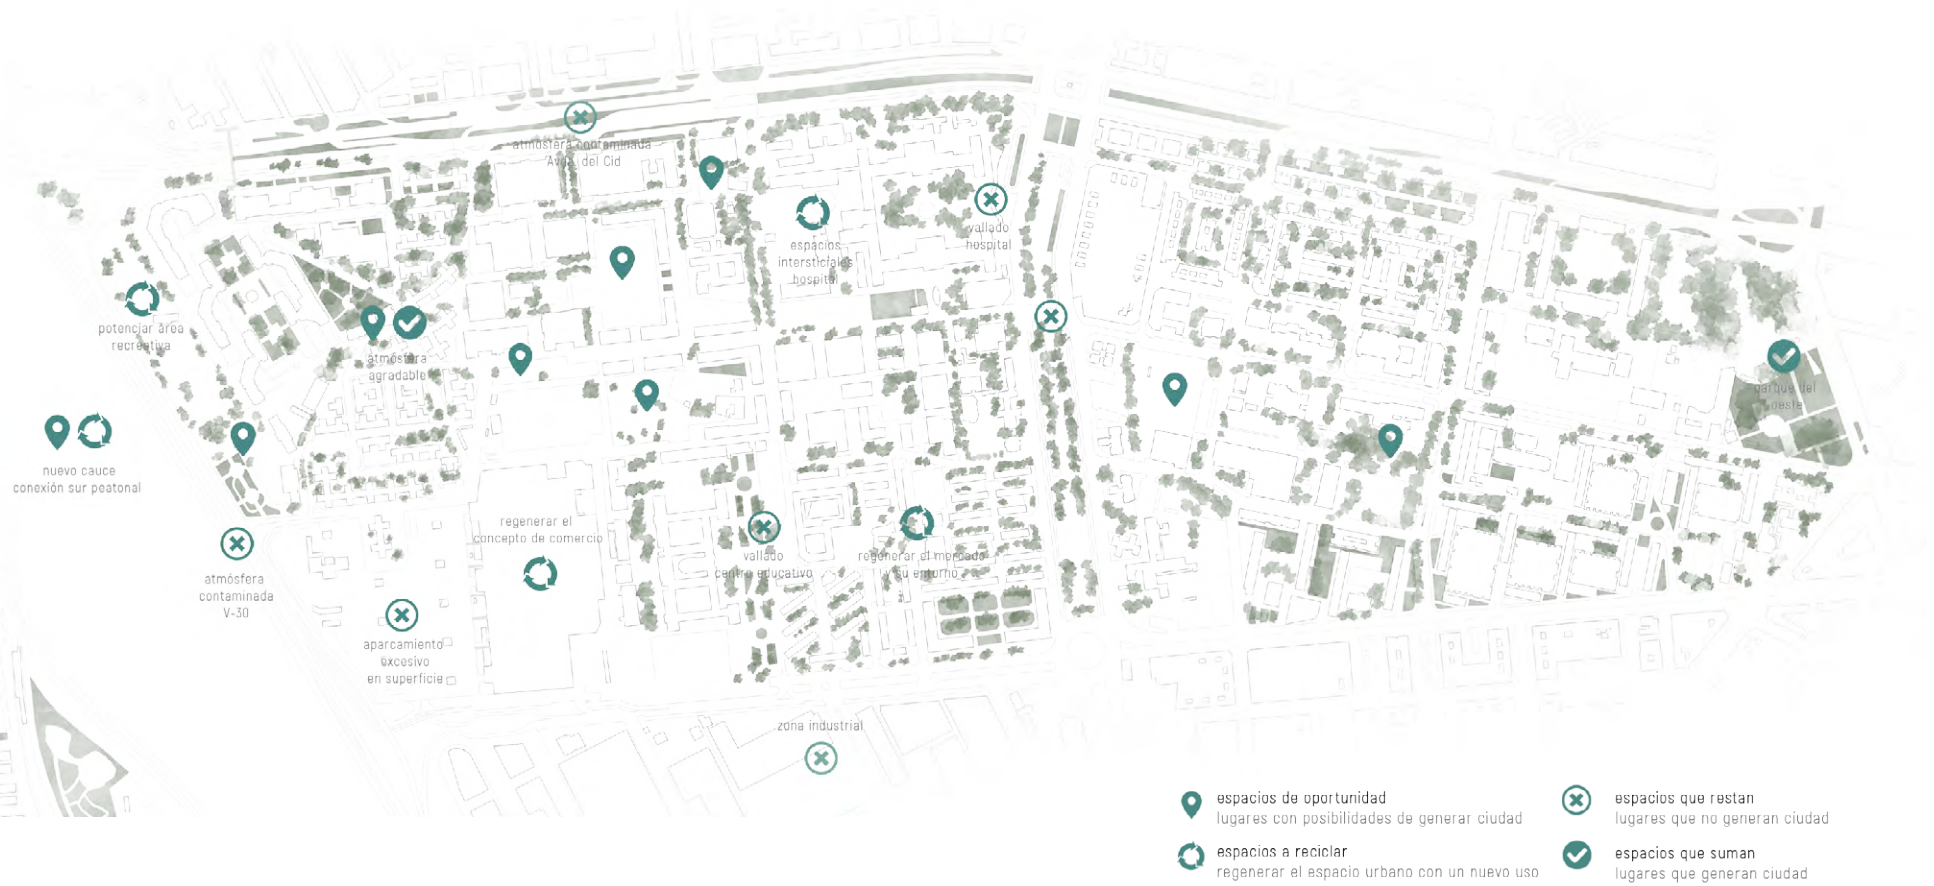 atmósfera contaminada
Avda. del Cid
vallado
hospital
espacios
intersticiales
hospital
potenciar área
recreativa
atmósfera
agradable
parque del
oeste
nuevo cauce
conexión sur peatonal
regenerar el
concepto de comercio
vallado
centro educativo
regenerar el mercado
y su entorno
atmósfera
contaminada
V-30
aparcamiento
excesivo
en superficie
zona industrial
espacios de oportunidad
lugares con posibilidades de generar ciudad
espacios a reciclar
regenerar el espacio urbano con un nuevo uso
espacios que restan
lugares que no generan ciudad
espacios que suman
lugares que generan ciudad